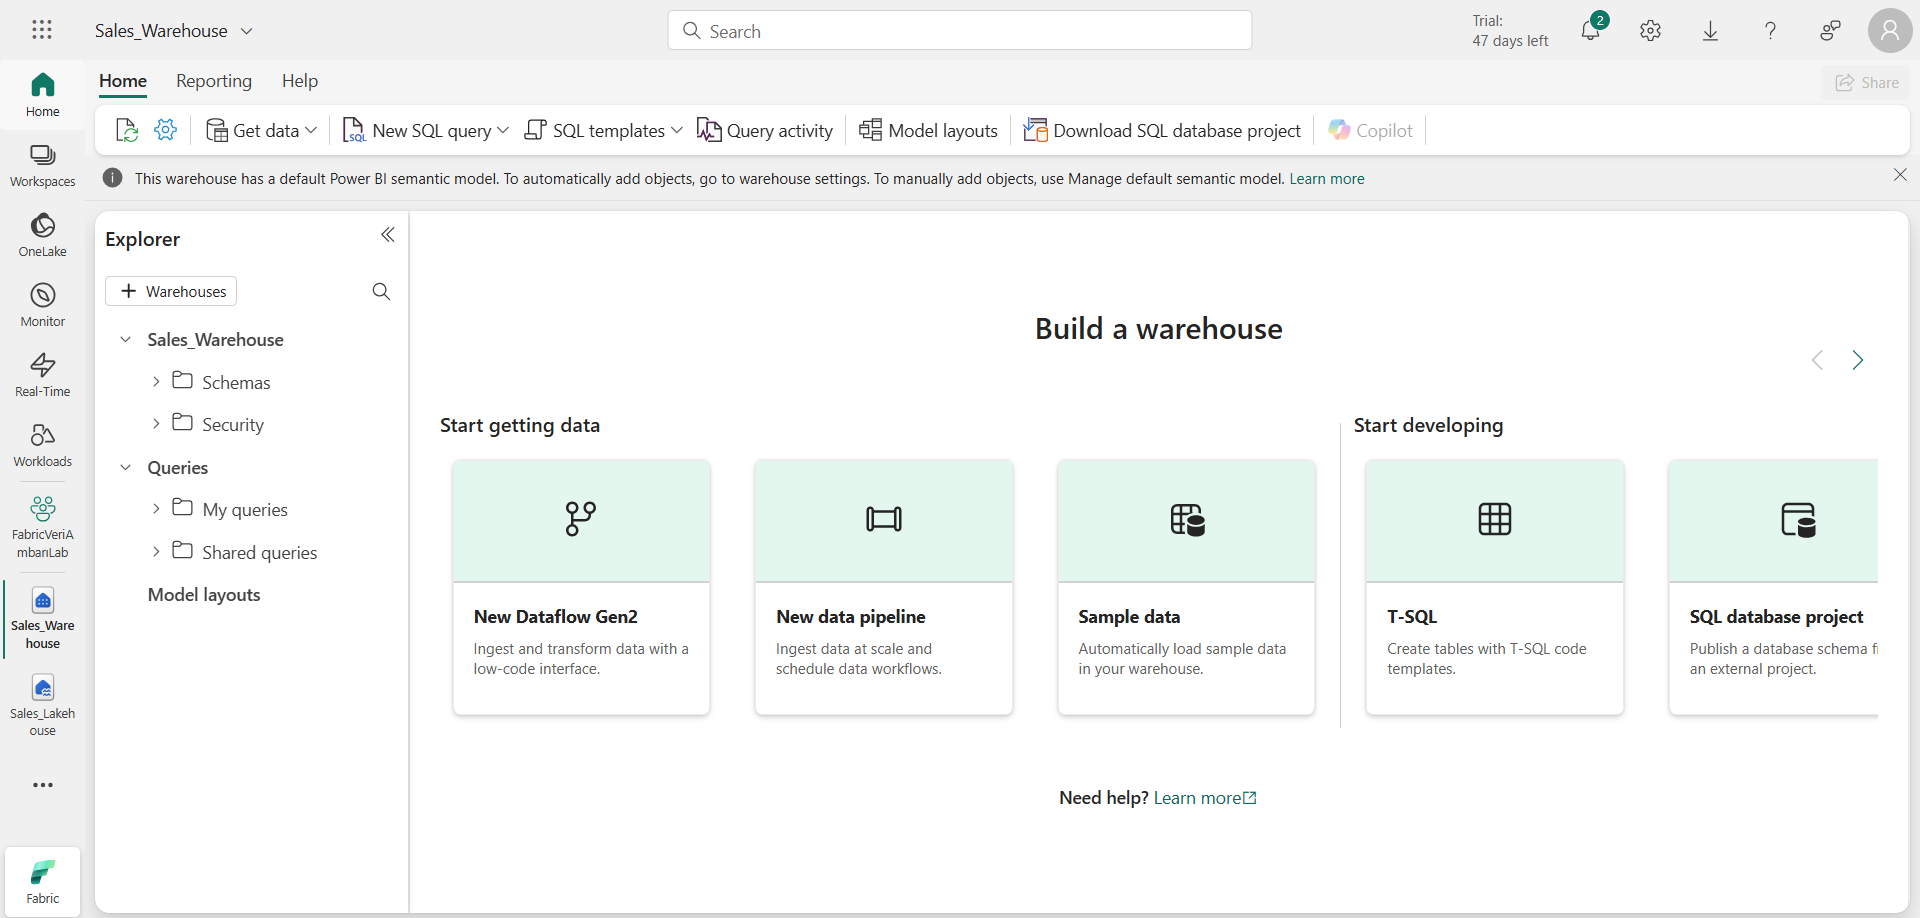 Sales_Warehouse
Search
Trial:
47 days left
2
Home
Reporting
Help
Share
Get data
New SQL query
SQL templates
Query activity
Model layouts
Download SQL database project
Copilot
This warehouse has a default Power BI semantic model. To automatically add objects, go to warehouse settings. To manually add objects, use Manage default semantic model. Learn more
Home
Workspaces
OneLake
Monitor
Real-Time
Workloads
FabricVeriA
mbarıLab
Sales_Ware
house
Sales_Lakeh
ouse
Fabric
Explorer
Warehouses
Sales_Warehouse
Schemas
Security
Queries
My queries
Shared queries
Model layouts
Build a warehouse
Start getting data
New Dataflow Gen2
Ingest and transform data with a
low-code interface.
New data pipeline
Ingest data at scale and
schedule data workflows.
Sample data
Automatically load sample data
in your warehouse.
Start developing
T-SQL
Create tables with T-SQL code
templates.
SQL database project
Publish a database schema
an external project.
Need help? Learn more